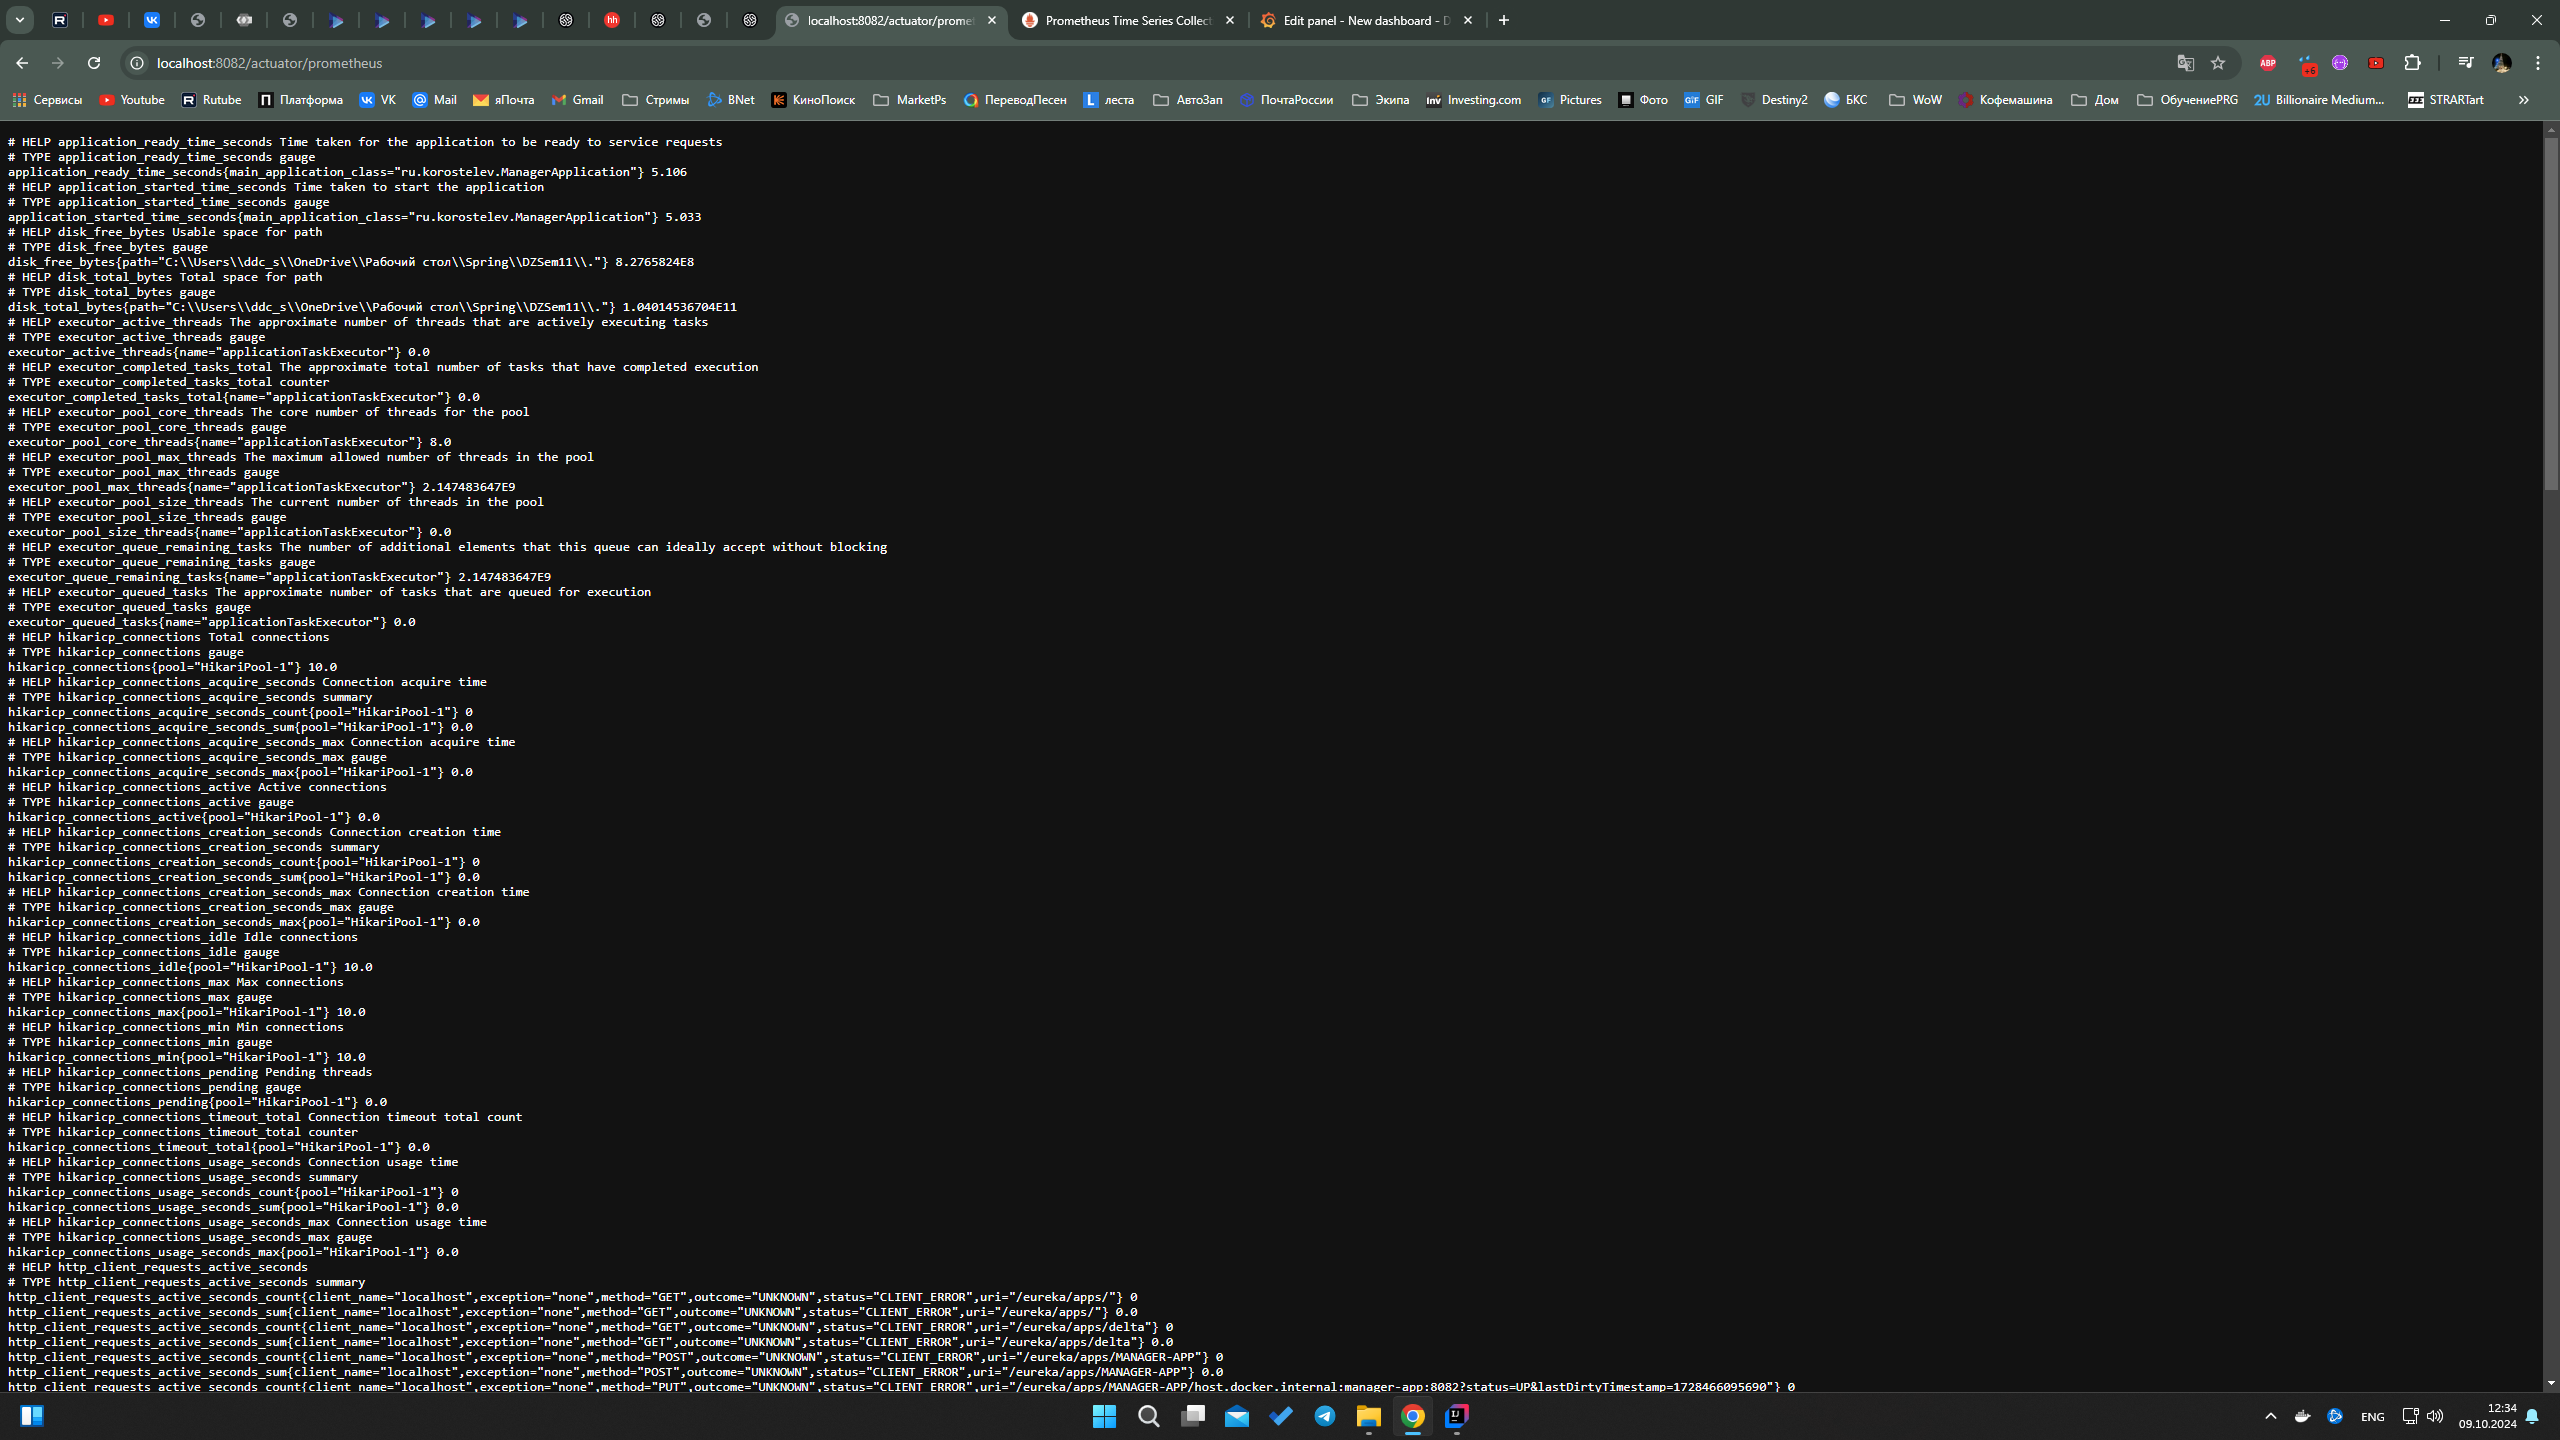 localhost:8082/actuator/promet
Prometheus Time Series Collect
Edit panel - New dashboard - D
localhost:8082/actuator/prometheus
ABP
+6
Сервисы Youtube Rutube Платформа VK Mail яПочта Gmail Стримы BNet КиноПоиск MarketPs ПереводПесен леста АвтоЗап ПочтаРоссии Экипа Investing.com Pictures Фото GIF Destiny2 БКС WoW Кофемашина Дом ОбучениеPRG Billionaire Medium... STRARTart
# HELP application_ready_time_seconds Time taken for the application to be ready to service requests
# TYPE application_ready_time_seconds gauge
application_ready_time_seconds{main_application_class="ru.korostelev.ManagerApplication"} 5.106
# HELP application_started_time_seconds Time taken to start the application
# TYPE application_started_time_seconds gauge
application_started_time_seconds{main_application_class="ru.korostelev.ManagerApplication"} 5.033
# HELP disk_free_bytes Usable space for path
# TYPE disk_free_bytes gauge
disk_free_bytes{path="C:\\Users\\ddc_s\\OneDrive\\Рабочий стол\\Spring\\DZSem11\\."} 8.2765824E8
# HELP disk_total_bytes Total space for path
# TYPE disk_total_bytes gauge
disk_total_bytes{path="C:\\Users\\ddc_s\\OneDrive\\Рабочий стол\\Spring\\DZSem11\\."} 1.04014536704E11
# HELP executor_active_threads The approximate number of threads that are actively executing tasks
# TYPE executor_active_threads gauge
executor_active_threads{name="applicationTaskExecutor"} 0.0
# HELP executor_completed_tasks_total The approximate total number of tasks that have completed execution
# TYPE executor_completed_tasks_total counter
executor_completed_tasks_total{name="applicationTaskExecutor"} 0.0
# HELP executor_pool_core_threads The core number of threads for the pool
# TYPE executor_pool_core_threads gauge
executor_pool_core_threads{name="applicationTaskExecutor"} 8.0
# HELP executor_pool_max_threads The maximum allowed number of threads in the pool
# TYPE executor_pool_max_threads gauge
executor_pool_max_threads{name="applicationTaskExecutor"} 2.147483647E9
# HELP executor_pool_size_threads The current number of threads in the pool
# TYPE executor_pool_size_threads gauge
executor_pool_size_threads{name="applicationTaskExecutor"} 0.0
# HELP executor_queue_remaining_tasks The number of additional elements that this queue can ideally accept without blocking
# TYPE executor_queue_remaining_tasks gauge
executor_queue_remaining_tasks{name="applicationTaskExecutor"} 2.147483647E9
# HELP executor_queued_tasks The approximate number of tasks that are queued for execution
# TYPE executor_queued_tasks gauge
executor_queued_tasks{name="applicationTaskExecutor"} 0.0
# HELP hikaricp_connections Total connections
# TYPE hikaricp_connections gauge
hikaricp_connections{pool="HikariPool-1"} 10.0
# HELP hikaricp_connections_acquire_seconds Connection acquire time
# TYPE hikaricp_connections_acquire_seconds summary
hikaricp_connections_acquire_seconds_count{pool="HikariPool-1"} 0
hikaricp_connections_acquire_seconds_sum{pool="HikariPool-1"} 0.0
# HELP hikaricp_connections_acquire_seconds_max Connection acquire time
# TYPE hikaricp_connections_acquire_seconds_max gauge
hikaricp_connections_acquire_seconds_max{pool="HikariPool-1"} 0.0
# HELP hikaricp_connections_active Active connections
# TYPE hikaricp_connections_active gauge
hikaricp_connections_active{pool="HikariPool-1"} 0.0
# HELP hikaricp_connections_creation_seconds Connection creation time
# TYPE hikaricp_connections_creation_seconds summary
hikaricp_connections_creation_seconds_count{pool="HikariPool-1"} 0
hikaricp_connections_creation_seconds_sum{pool="HikariPool-1"} 0.0
# HELP hikaricp_connections_creation_seconds_max Connection creation time
# TYPE hikaricp_connections_creation_seconds_max gauge
hikaricp_connections_creation_seconds_max{pool="HikariPool-1"} 0.0
# HELP hikaricp_connections_idle Idle connections
# TYPE hikaricp_connections_idle gauge
hikaricp_connections_idle{pool="HikariPool-1"} 10.0
# HELP hikaricp_connections_max Max connections
# TYPE hikaricp_connections_max gauge
hikaricp_connections_max{pool="HikariPool-1"} 10.0
# HELP hikaricp_connections_min Min connections
# TYPE hikaricp_connections_min gauge
hikaricp_connections_min{pool="HikariPool-1"} 10.0
# HELP hikaricp_connections_pending Pending threads
# TYPE hikaricp_connections_pending gauge
hikaricp_connections_pending{pool="HikariPool-1"} 0.0
# HELP hikaricp_connections_timeout_total Connection timeout total count
# TYPE hikaricp_connections_timeout_total counter
hikaricp_connections_timeout_total{pool="HikariPool-1"} 0.0
# HELP hikaricp_connections_usage_seconds Connection usage time
# TYPE hikaricp_connections_usage_seconds summary
hikaricp_connections_usage_seconds_count{pool="HikariPool-1"} 0
hikaricp_connections_usage_seconds_sum{pool="HikariPool-1"} 0.0
# HELP hikaricp_connections_usage_seconds_max Connection usage time
# TYPE hikaricp_connections_usage_seconds_max gauge
hikaricp_connections_usage_seconds_max{pool="HikariPool-1"} 0.0
# HELP http_client_requests_active_seconds
# TYPE http_client_requests_active_seconds summary
http_client_requests_active_seconds_count{client_name="localhost",exception="none",method="GET",outcome="UNKNOWN",status="CLIENT_ERROR",uri="/eureka/apps/"} 0
http_client_requests_active_seconds_sum{client_name="localhost",exception="none",method="GET",outcome="UNKNOWN",status="CLIENT_ERROR",uri="/eureka/apps/"} 0.0
http_client_requests_active_seconds_count{client_name="localhost",exception="none",method="GET",outcome="UNKNOWN",status="CLIENT_ERROR",uri="/eureka/apps/delta"} 0
http_client_requests_active_seconds_sum{client_name="localhost",exception="none",method="GET",outcome="UNKNOWN",status="CLIENT_ERROR",uri="/eureka/apps/delta"} 0.0
http_client_requests_active_seconds_count{client_name="localhost",exception="none",method="POST",outcome="UNKNOWN",status="CLIENT_ERROR",uri="/eureka/apps/MANAGER-APP"} 0
http_client_requests_active_seconds_sum{client_name="localhost",exception="none",method="POST",outcome="UNKNOWN",status="CLIENT_ERROR",uri="/eureka/apps/MANAGER-APP"} 0.0
http_client_requests_active_seconds_count{client_name="localhost",exception="none",method="PUT",outcome="UNKNOWN",status="CLIENT_ERROR",uri="/eureka/apps/MANAGER-APP/host.docker.internal:manager-app:8082?status=UP&lastDirtyTimestamp=1728466095690"} 0
ENG
12:34
09.10.2024